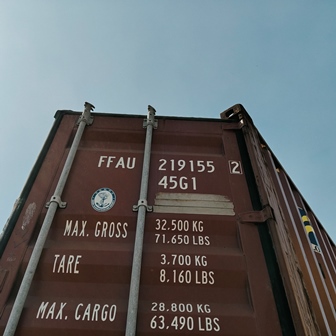 FFAU 219155 2
45G1
MAX. GROSS 32.500 KG
71.650 LBS
TARE 3.700 KG
8.160 LBS
MAX. CARGO 28.800 KG
63.490 LBS